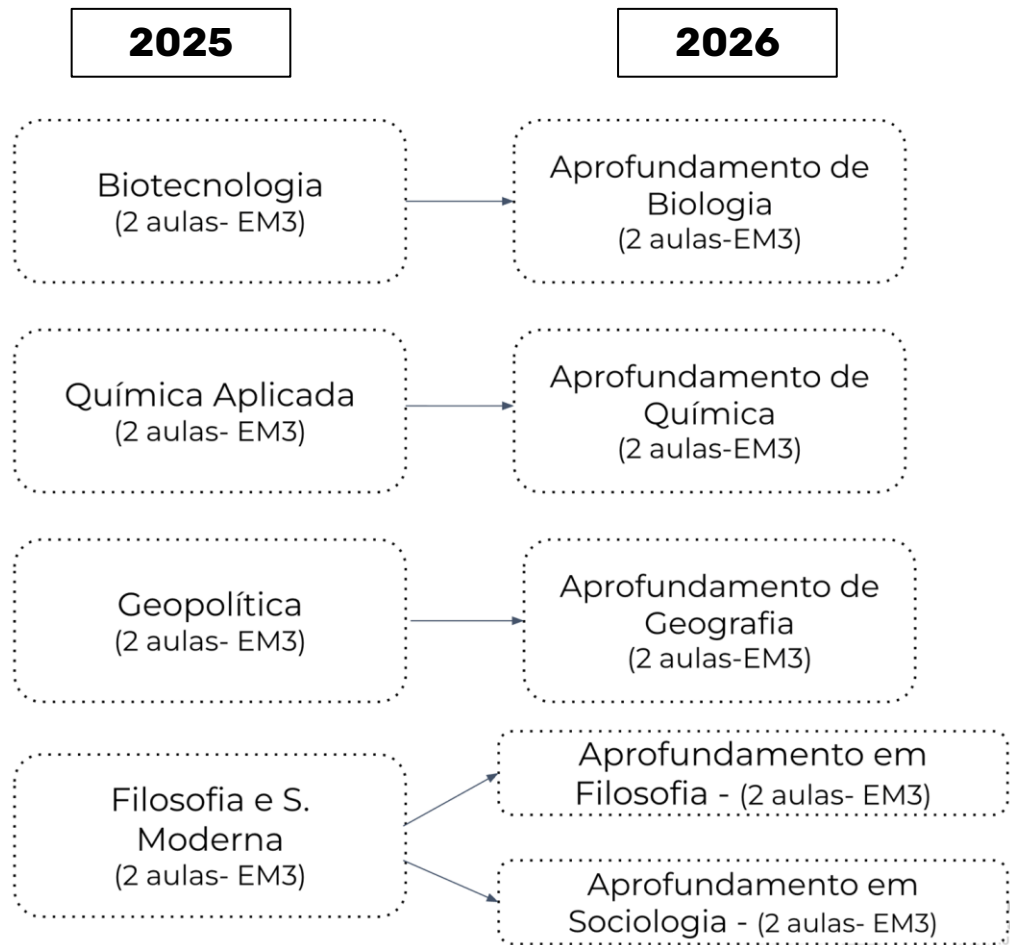 2025
2026
Biotecnologia
(2 aulas- EM3)
Aprofundamento de
Biologia
(2 aulas-EM3)
Química Aplicada
(2 aulas- EM3)
Aprofundamento de
Química
(2 aulas-EM3)
Geopolítica
(2 aulas- EM3)
Aprofundamento de
Geografia
(2 aulas-EM3)
Filosofia e S.
Moderna
(2 aulas- EM3)
Aprofundamento em
Filosofia - (2 aulas- EM3)
Aprofundamento em
Sociologia - (2 aulas- EM3)